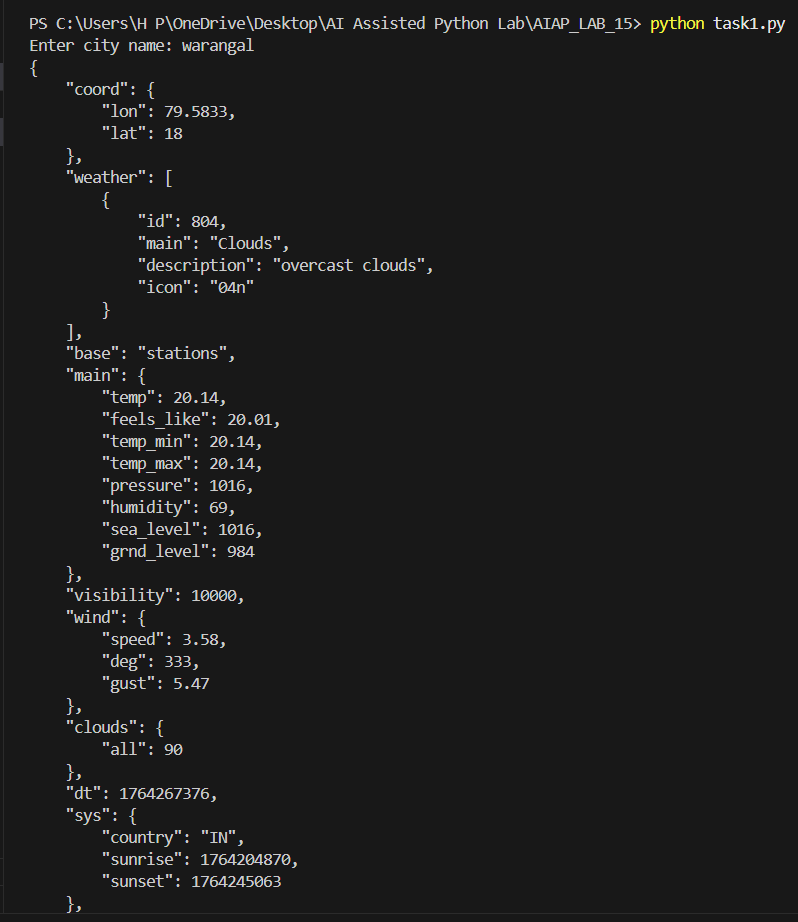 PS C:\Users\H P\OneDrive\Desktop\AI Assisted Python Lab\AIAP_LAB_15> python task1.py
Enter city name: warangal
{
    "coord": {
        "lon": 79.5833,
        "lat": 18
    },
    "weather": [
        {
            "id": 804,
            "main": "Clouds",
            "description": "overcast clouds",
            "icon": "04n"
        }
    ],
    "base": "stations",
    "main": {
        "temp": 20.14,
        "feels_like": 20.01,
        "temp_min": 20.14,
        "temp_max": 20.14,
        "pressure": 1016,
        "humidity": 69,
        "sea_level": 1016,
        "grnd_level": 984
    },
    "visibility": 10000,
    "wind": {
        "speed": 3.58,
        "deg": 333,
        "gust": 5.47
    },
    "clouds": {
        "all": 90
    },
    "dt": 1764267376,
    "sys": {
        "country": "IN",
        "sunrise": 1764204870,
        "sunset": 1764245063
    },